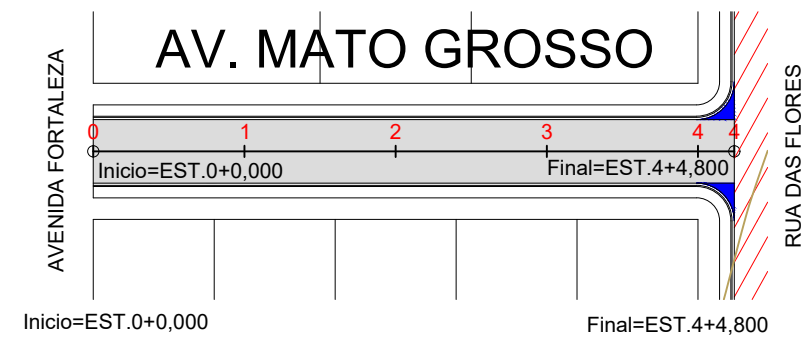 AV. MATO GROSSO
AVENIDA FORTALEZA
0 1 2 3 4 4
Inicio=EST.0+0,000 Final=EST.4+4,800
RUA DAS FLORES
Inicio=EST.0+0,000 Final=EST.4+4,800